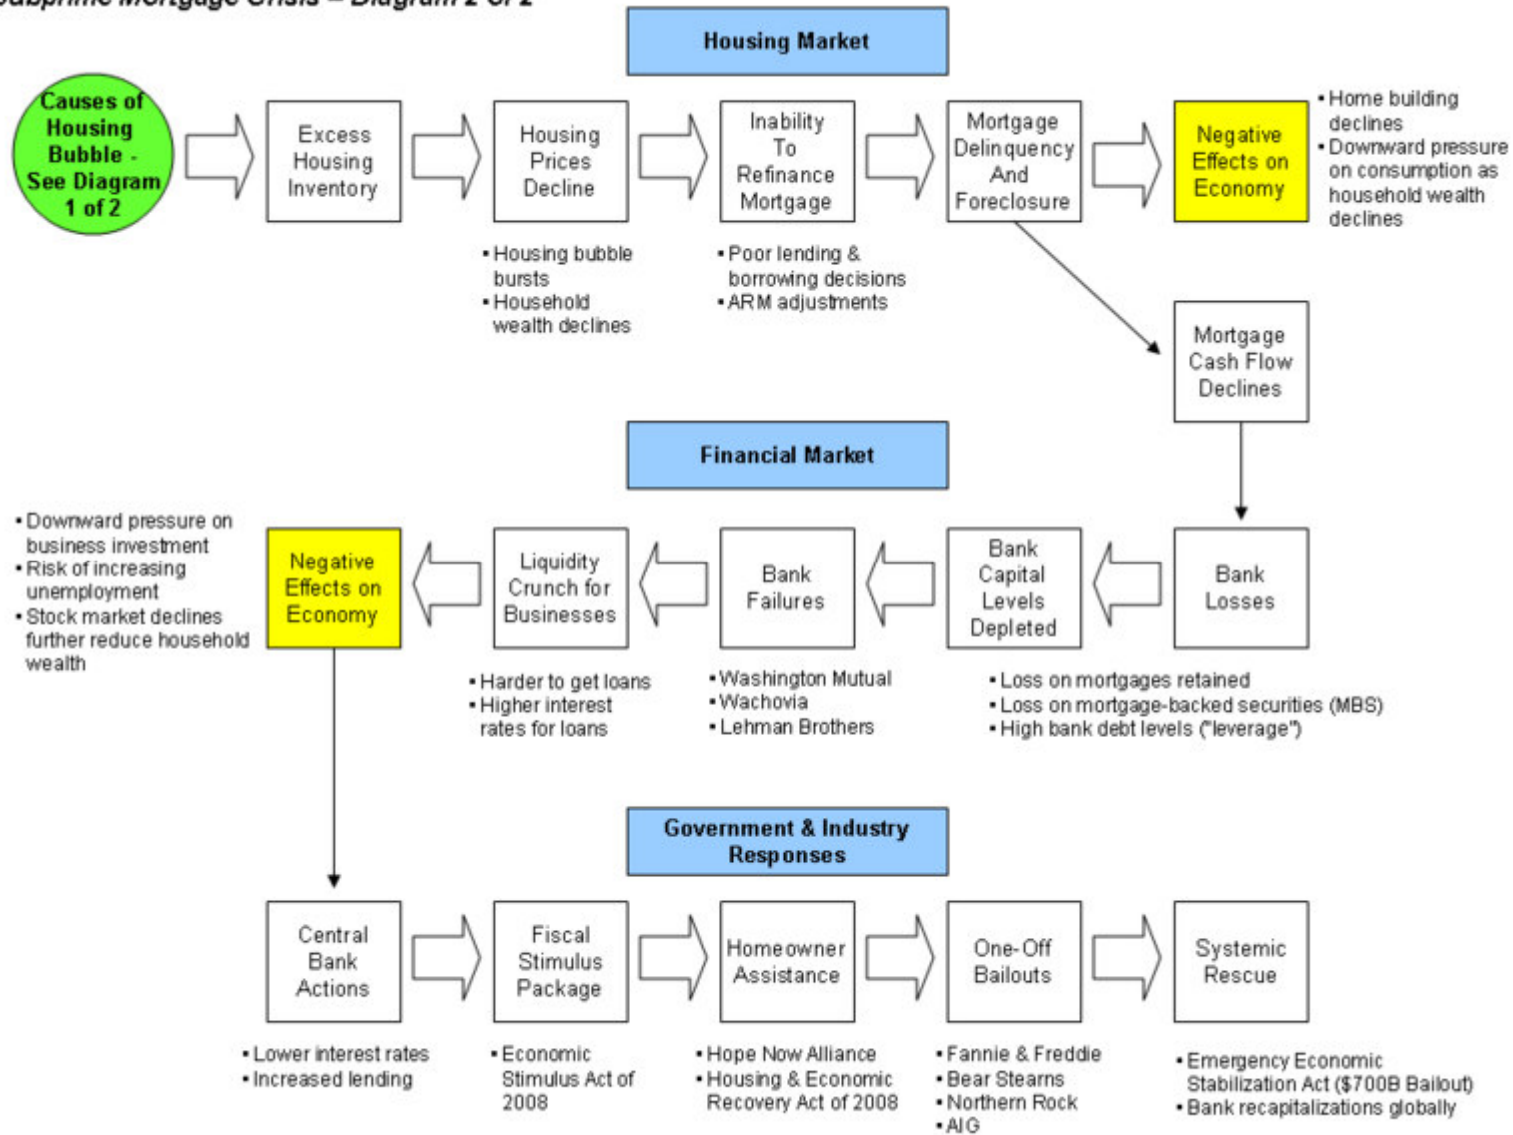 Subprime Mortgage Crisis – Diagram 2 of 2
Housing Market
Causes of
Housing
Bubble -
See Diagram
1 of 2
Excess
Housing
Inventory
Housing
Prices
Decline
Inability
To
Refinance
Mortgage
Mortgage
Delinquency
And
Foreclosure
Negative
Effects on
Economy
▪ Home building
declines
▪ Downward pressure
on consumption as
household wealth
declines
▪ Housing bubble
bursts
▪ Household
wealth declines
▪ Poor lending &
borrowing decisions
▪ ARM adjustments
Mortgage
Cash Flow
Declines
Financial Market
▪ Downward pressure on
business investment
▪ Risk of increasing
unemployment
▪ Stock market declines
further reduce household
wealth
Negative
Effects on
Economy
Liquidity
Crunch for
Businesses
Bank
Failures
Bank
Capital
Levels
Depleted
Bank
Losses
▪ Harder to get loans
▪ Higher interest
rates for loans
▪ Washington Mutual
▪ Wachovia
▪ Lehman Brothers
▪ Loss on mortgages retained
▪ Loss on mortgage-backed securities (MBS)
▪ High bank debt levels ("leverage")
Government & Industry
Responses
Central
Bank
Actions
Fiscal
Stimulus
Package
Homeowner
Assistance
One-Off
Bailouts
Systemic
Rescue
▪ Lower interest rates
▪ Increased lending
▪ Economic
Stimulus Act of
2008
▪ Hope Now Alliance
▪ Housing & Economic
Recovery Act of 2008
▪ Fannie & Freddie
▪ Bear Stearns
▪ Northern Rock
▪ AIG
▪ Emergency Economic
Stabilization Act ($700B Bailout)
▪ Bank recapitalizations globally